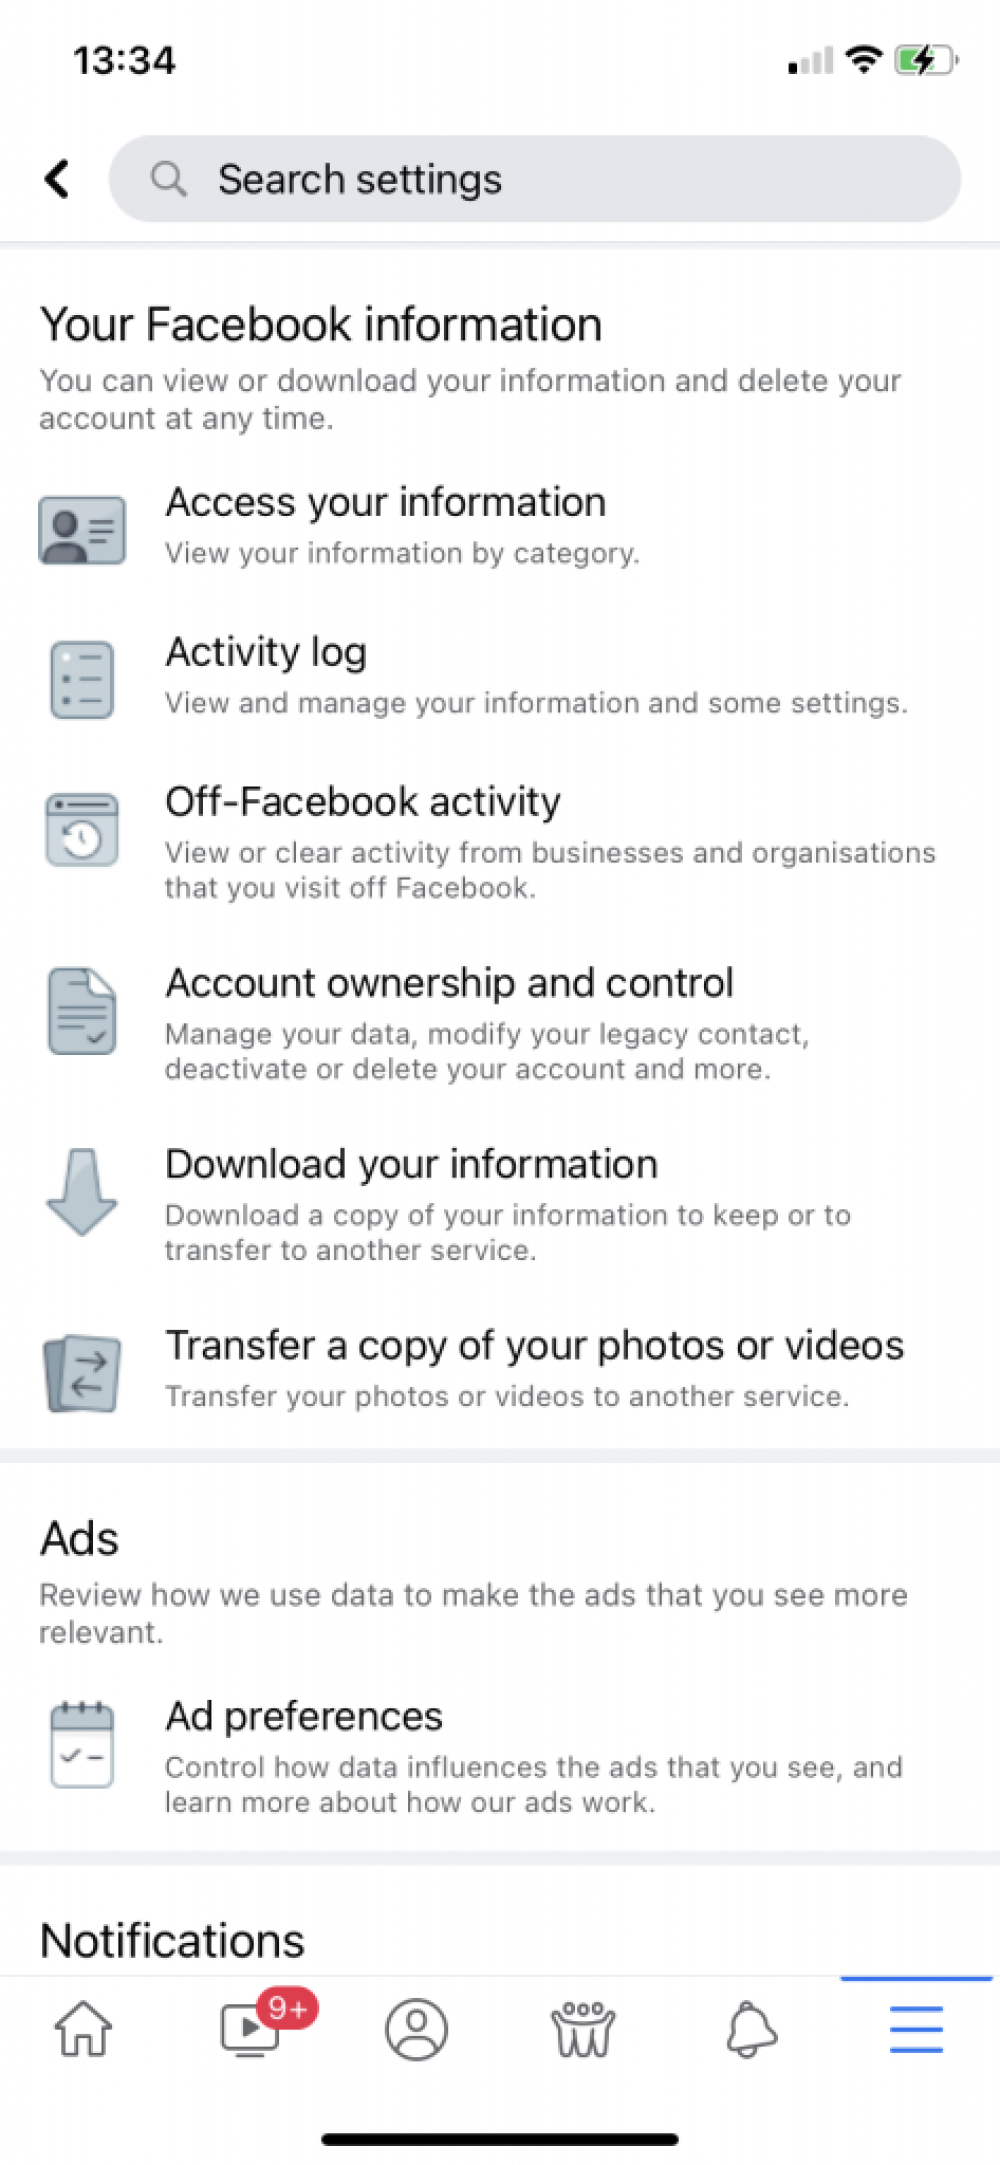 13:34
Search settings
Your Facebook information
You can view or download your information and delete your
account at any time.
Access your information
View your information by category.
Activity log
View and manage your information and some settings.
Off-Facebook activity
View or clear activity from businesses and organisations
that you visit off Facebook.
Account ownership and control
Manage your data, modify your legacy contact,
deactivate or delete your account and more.
Download your information
Download a copy of your information to keep or to
transfer to another service.
Transfer a copy of your photos or videos
Transfer your photos or videos to another service.
Ads
Review how we use data to make the ads that you see more
relevant.
Ad preferences
Control how data influences the ads that you see, and
learn more about how our ads work.
Notifications
9+